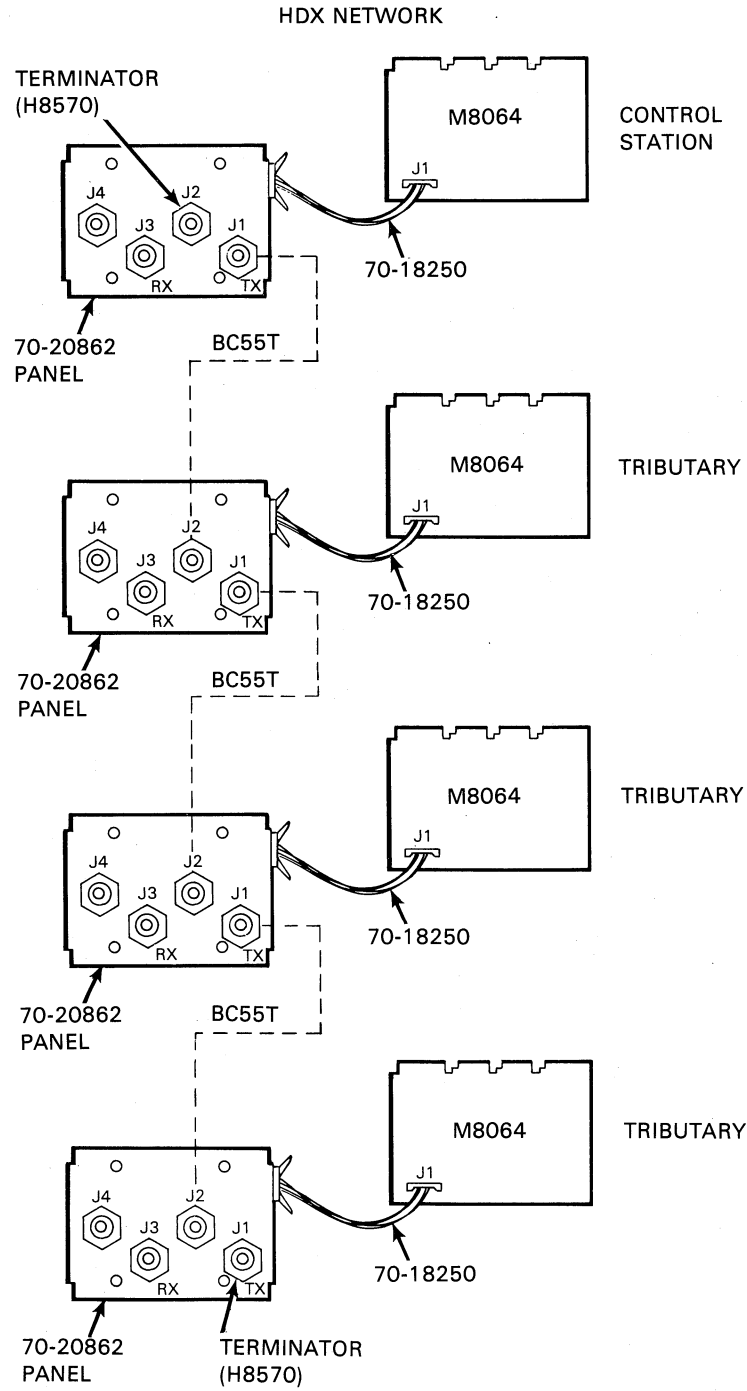 HDX NETWORK
TERMINATOR
(H8570)
M8064
CONTROL
STATION
J1
J4
J3
J2
J1
RX
TX
70-18250
70-20862
PANEL
BC55T
M8064
TRIBUTARY
J1
J4
J3
J2
J1
RX
TX
70-18250
70-20862
PANEL
BC55T
M8064
TRIBUTARY
J1
J4
J3
J2
J1
RX
TX
70-18250
70-20862
PANEL
BC55T
M8064
TRIBUTARY
J1
J4
J3
J2
J1
RX
TX
70-18250
70-20862
PANEL
TERMINATOR
(H8570)